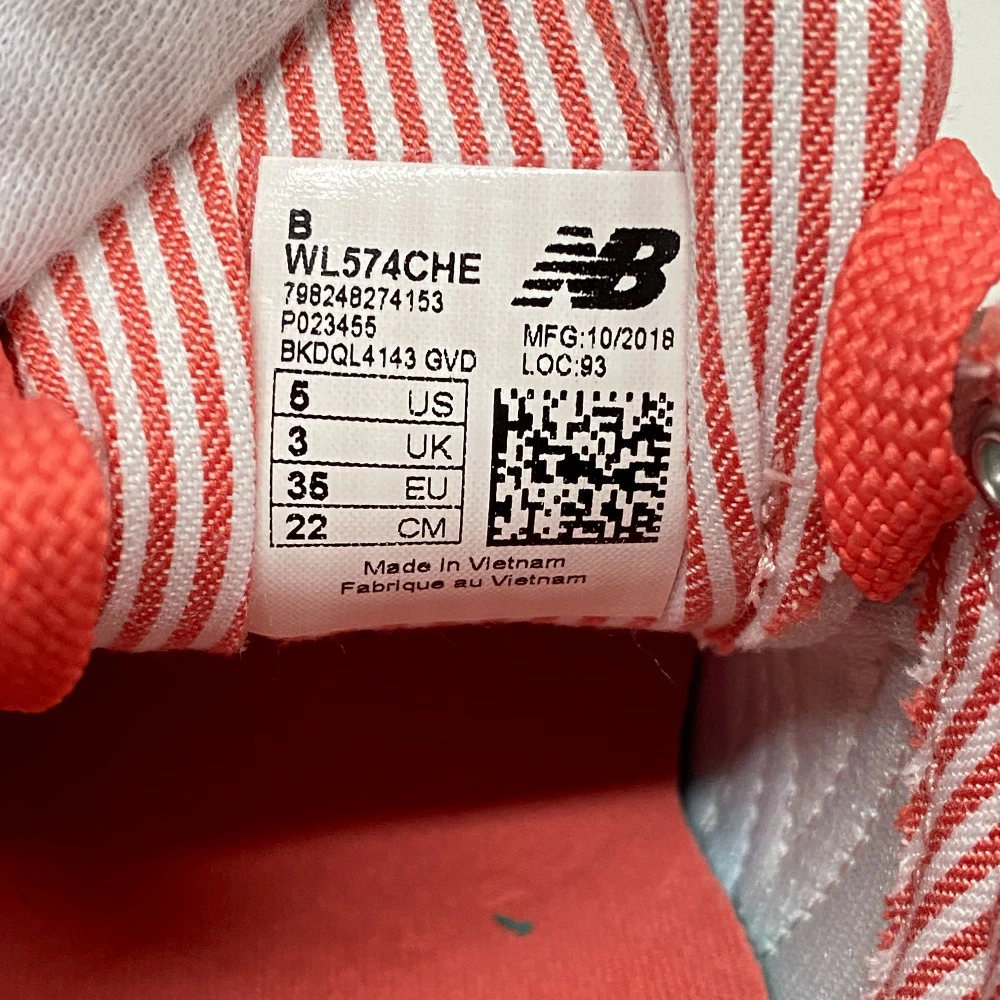 B
WL574CHE
798248274153
P023455
BKDQL4143 GVD
NB
MFG:10/2018
LOC:93
5 US
3 UK
35 EU
22 CM
Made in Vietnam
Fabrique au Vietnam